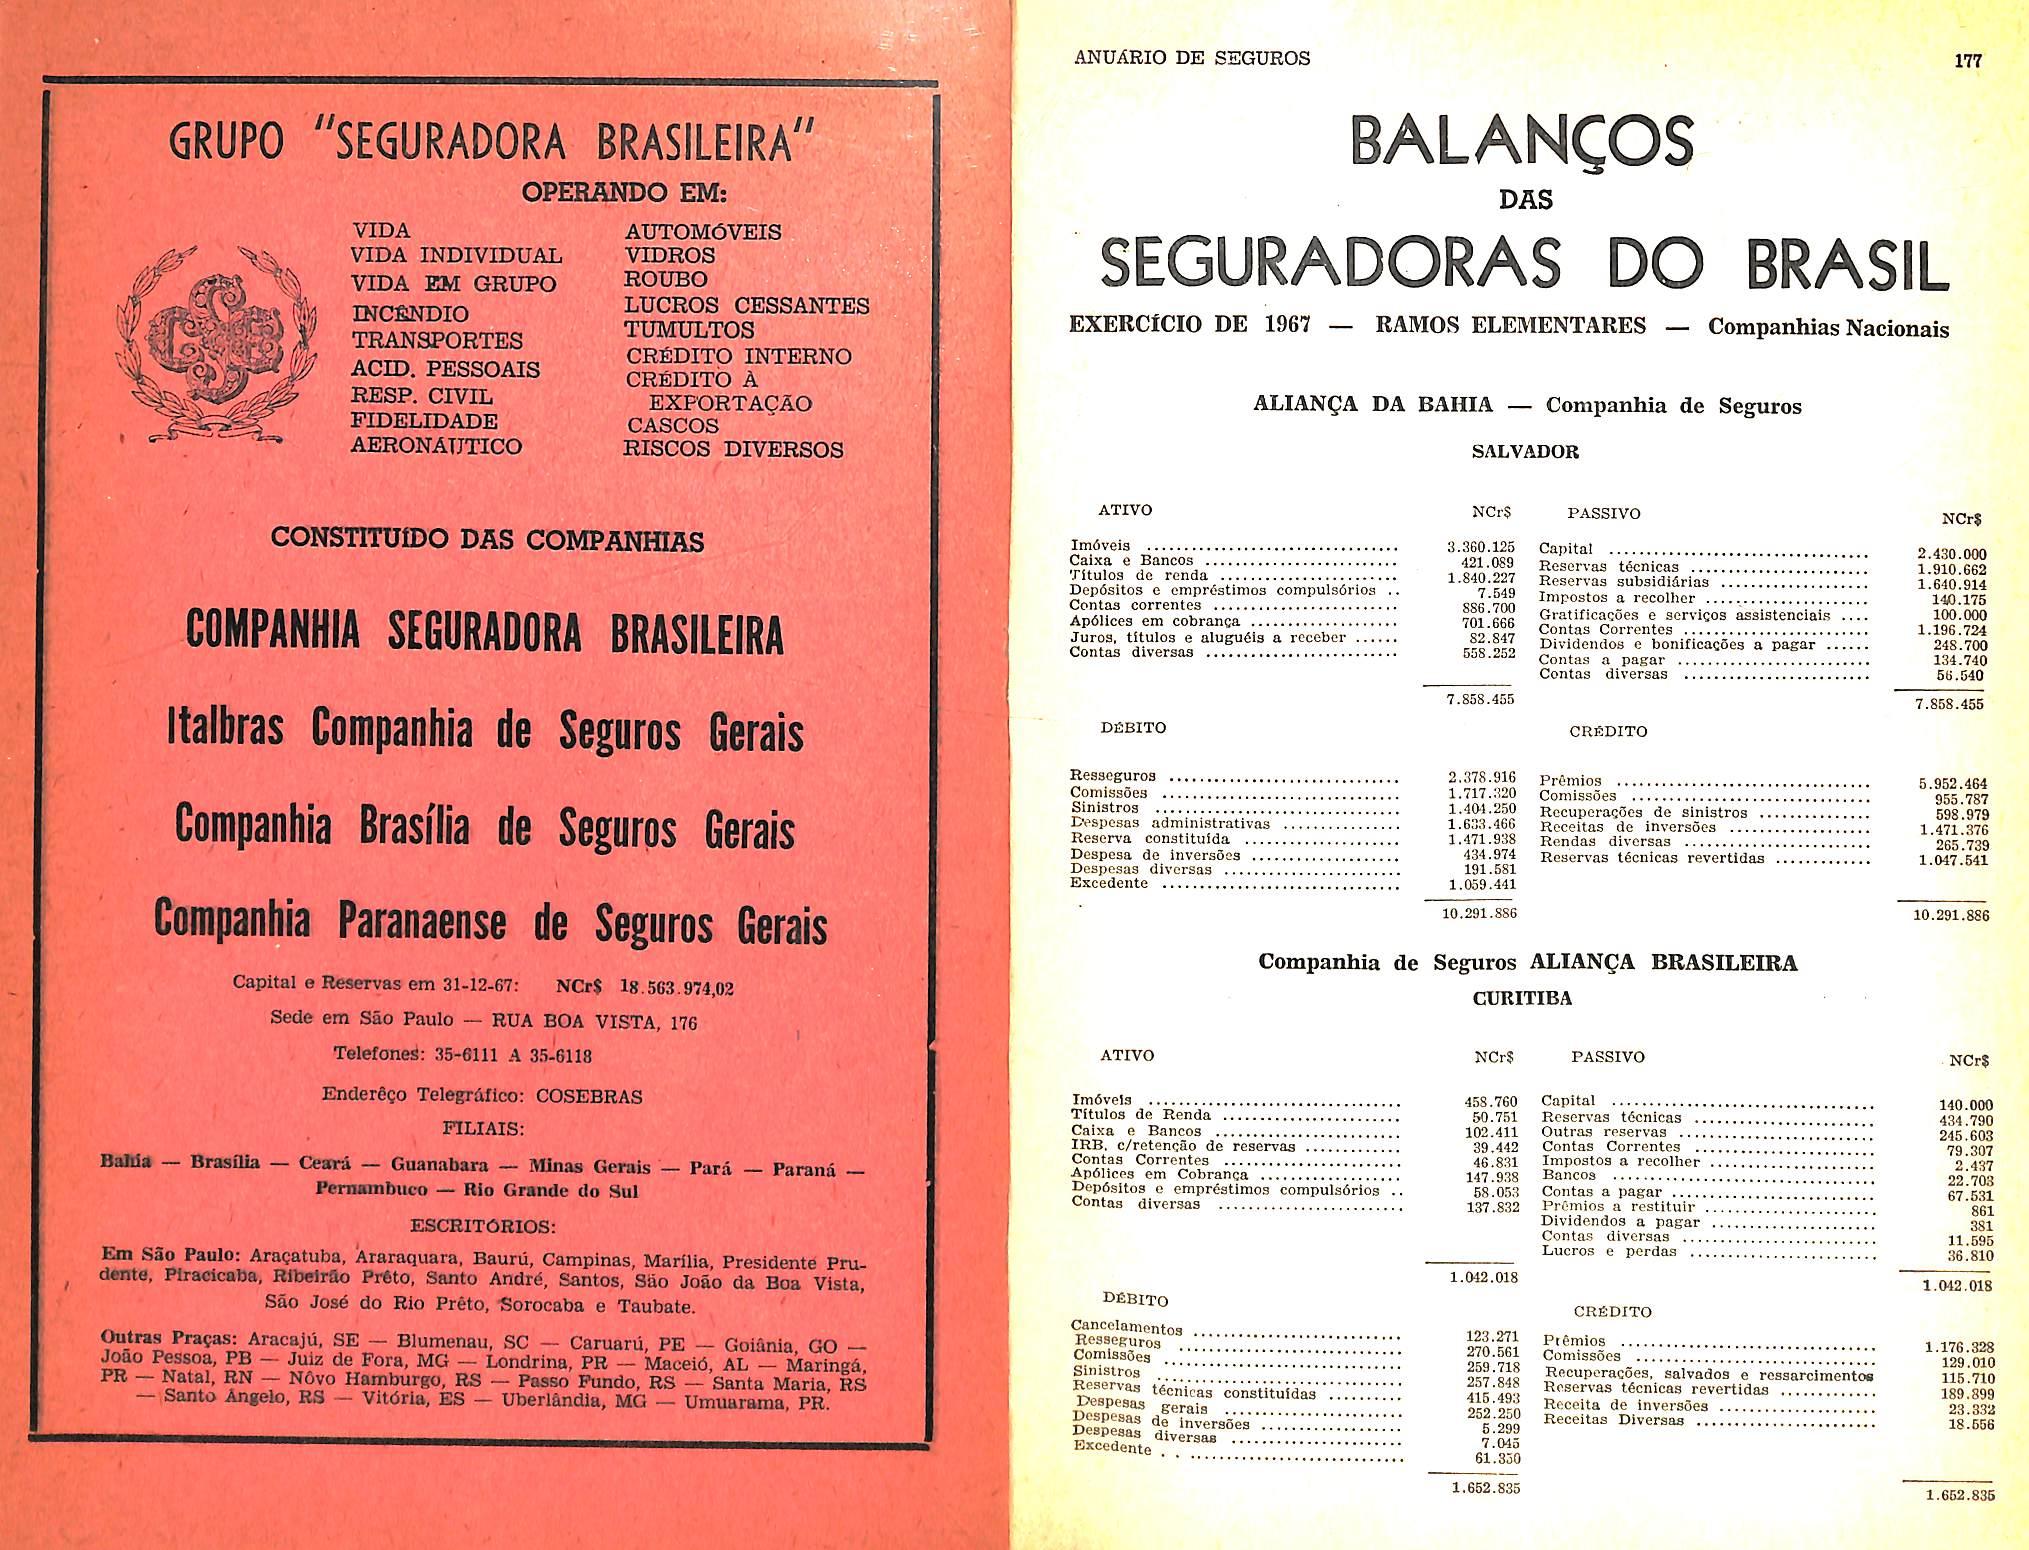 GRUPO "SEGURADORA BRASILEIRA"
OPERANDO EM:
VIDA
VIDA INDIVIDUAL
VIDA EM GRUPO
INCÊNDIO
TRANSPORTES
ACID. PESSOAIS
RESP. CIVIL
FIDELIDADE
AERONÁUTICO
AUTOMÓVEIS
VIDROS
ROUBO
LUCROS CESSANTES
TUMULTOS
CRÉDITO INTERNO
CRÉDITO À
EXPORTAÇÃO
CASCOS
RISCOS DIVERSOS
CONSTITUÍDO DAS COMPANHIAS
COMPANHIA SEGURADORA BRASILEIRA
Italbras Companhia de Seguros Gerais
Companhia Brasília de Seguros Gerais
Companhia Paranaense de Seguros Gerais
Capital e Reservas em 31-12-67: NCr$ 18.563.974,02
Sede em São Paulo — RUA BOA VISTA, 176
Telefones: 35-6111 A 35-6118
Enderêço Telegráfico: COSEBRAS
FILIAIS:
Bahia — Brasília — Ceará — Guanabara — Minas Gerais — Pará — Paraná —
Pernambuco — Rio Grande do Sul
ESCRITÓRIOS:
Em São Paulo: Araçatuba, Araraquara, Baurú, Campinas, Marília, Presidente Pru-
dente, Piracicaba, Ribeirão Prêto, Santo André, Santos, São João da Boa Vista,
São José do Rio Prêto, Sorocaba e Taubate.
Outras Praças: Aracajú, SE — Blumenau, SC — Caruarú, PE — Goiânia, GO —
João Pessoa, PB — Juiz de Fora, MG — Londrina, PR — Maceió, AL — Maringá,
PR — Natal, RN — Nôvo Hamburgo, RS — Passo Fundo, RS — Santa Maria, RS
— Santo Ângelo, RS — Vitória, ES — Uberlândia, MG — Umuarama, PR.
ANUÁRIO DE SEGUROS 177
BALANÇOS
DAS
SEGURADORAS DO BRASIL
EXERCÍCIO DE 1967 — RAMOS ELEMENTARES — Companhias Nacionais
ALIANÇA DA BAHIA — Companhia de Seguros
SALVADOR
ATIVO NCr$
Imóveis ................................ 3.360.125
Caixa e Bancos .......................... 421.089
Títulos de renda ........................ 1.840.227
Depósitos e empréstimos compulsórios .. 7.549
Contas correntes ......................... 886.700
Apólices em cobrança .................... 701.666
Juros, títulos e aluguéis a receber ...... 82.847
Contas diversas .......................... 558.252
7.858.455
PASSIVO NCr$
Capital .................................. 2.430.000
Reservas técnicas ........................ 1.910.662
Reservas subsidiárias .................... 1.640.914
Impostos a recolher ...................... 140.175
Gratificações e serviços assistenciais .... 100.000
Contas Correntes ......................... 1.196.724
Dividendos e bonificações a pagar ...... 248.700
Contas a pagar .......................... 134.740
Contas diversas ......................... 56.540
7.858.455
DÉBITO
Resseguros ............................... 2.378.916
Comissões ................................ 1.717.320
Sinistros ................................. 1.404.250
Despesas administrativas ................ 1.633.466
Reserva constituída ..................... 1.471.938
Despesa de inversões .................... 434.974
Despesas diversas ........................ 191.581
Excedente ................................ 1.059.441
10.291.886
CRÉDITO
Prêmios .................................. 5.952.464
Comissões ................................ 955.787
Recuperações de sinistros ............... 598.979
Receitas de inversões ................... 1.471.376
Rendas diversas ......................... 265.739
Reservas técnicas revertidas ............. 1.047.541
10.291.886
Companhia de Seguros ALIANÇA BRASILEIRA
CURITIBA
ATIVO NCr$
Imóveis .................................. 458.760
Títulos de Renda ........................ 50.751
Caixa e Bancos ......................... 102.411
IRB, c/retenção de reservas ............. 39.442
Contas Correntes ........................ 46.831
Apólices em Cobrança ................... 147.938
Depósitos e empréstimos compulsórios .. 58.053
Contas diversas ......................... 137.832
1.042.018
PASSIVO NCr$
Capital ................................... 140.000
Reservas técnicas ........................ 434.790
Outras reservas .......................... 245.603
Contas Correntes ........................ 79.307
Impostos a recolher ...................... 2.437
Bancos ................................... 22.703
Contas a pagar ........................... 67.531
Prêmios a restituir ....................... 861
Dividendos a pagar ...................... 381
Contas diversas .......................... 11.595
Lucros e perdas ......................... 36.810
1.042.018
DÉBITO
Cancelamentos ............................ 123.271
Resseguros ............................... 270.561
Comissões ................................ 259.718
Sinistros ................................. 257.848
Reservas técnicas constituídas .......... 415.493
Despesas gerais ......................... 252.250
Despesas de inversões ................... 5.299
Despesas diversas ....................... 7.045
Excedente . . ............................. 61.350
1.652.835
CRÉDITO
Prêmios .................................. 1.176.328
Comissões ................................ 129.010
Recuperações, salvados e ressarcimentos 115.710
Reservas técnicas revertidas ............. 189.899
Receita de inversões ..................... 23.332
Receitas Diversas ........................ 18.556
1.652.835